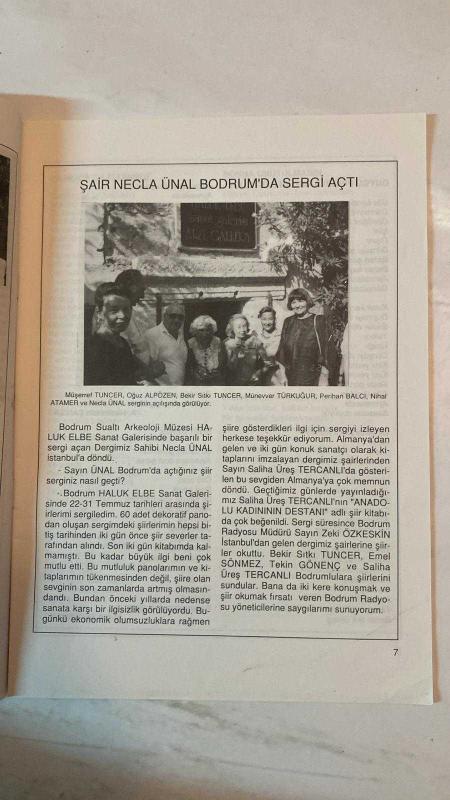 ŞAİR NECLA ÜNAL BODRUM'DA SERGİ AÇTI
Müşerref TUNCER, Oğuz ALPÖZEN, Bekir Sıtkı TUNCER, Münevver TÜRKUĞUR, Perihan BALCI, Nihal
ATAMER ve Necla ÜNAL serginin açılışında görülüyor.
Bodrum Sualtı Arkeoloji Müzesi HA-
LUK ELBE Sanat Galerisinde başarılı bir
sergi açan Dergimiz Sahibi Necla ÜNAL
İstanbul'a döndü.
- Sayın ÜNAL Bodrum'da açtığınız şiir
serginiz nasıl geçti?
-.Bodrum HALUK ELBE Sanat Galeri-
sinde 22-31 Temmuz tarihleri arasında şi-
irlerimi sergiledim. 60 adet dekoratif pano-
dan oluşan sergimdeki şiirlerimin hepsi bi-
tiş tarihinden iki gün önce şiir severler ta-
rafından alındı. Son iki gün kitabımda kal-
mamıştı. Bu kadar büyük ilgi beni çok
mutlu etti. Bu mutluluk panolarımın ve ki-
taplarımın tükenmesinden değil, şiire olan
sevginin son zamanlarda artmış olmasın-
dandı. Bundan önceki yıllarda nedense
sanata karşı bir ilgisizlik görülüyordu. Bu-
günkü ekonomik olumsuzluklara rağmen
şiire gösterdikleri ilgi için sergiyi izleyen
herkese teşekkür ediyorum. Almanya'dan
gelen ve iki gün konuk sanatçı olarak ki-
taplarını imzalayan dergimiz şairlerinden
Sayın Saliha Üreş TERCANLI'da gösteri-
len bu sevgiden Almanya'ya çok memnun
döndü. Geçtiğimiz günlerde yayınladığı-
mız Saliha Üreş TERCANLI'nın "ANADO-
LU KADINININ DESTANI" adlı şiir kitabı-
da çok beğenildi. Sergi süresince Bodrum
Radyosu Müdürü Sayın Zeki ÖZKESKİN
İstanbul'dan gelen dergimiz şairlerine şiir-
ler okuttu. Bekir Sıtkı TUNCER, Emel
SÖNMEZ, Tekin GÖNENÇ ve Saliha
Üreş TERCANLI Bodrumlulara şiirlerini
sundular. Bana da iki kere konuşmak ve
şiir okumak fırsatı veren Bodrum Radyo-
su yöneticilerine saygılarımı sunuyorum.
7